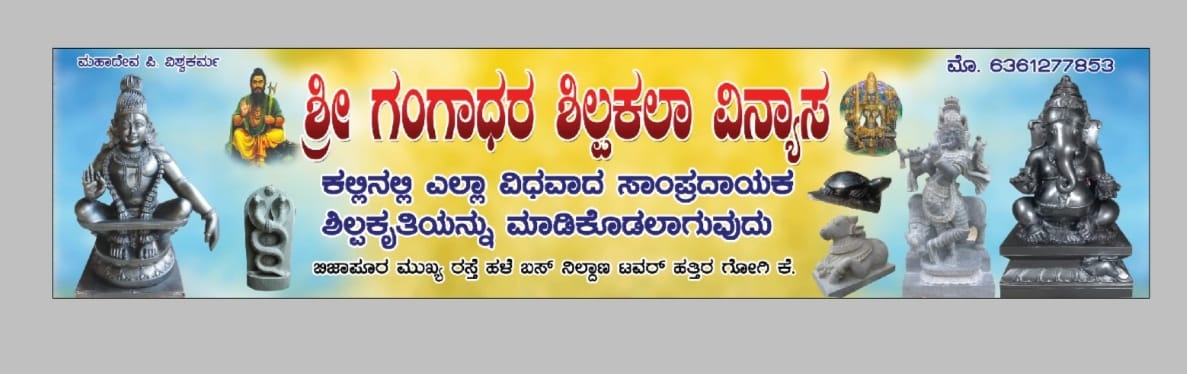 ಮಹಾದೇವ ಪಿ. ವಿಶ್ವಕರ್ಮ
ಮೊ. 6361277853
ಶ್ರೀ ಗಂಗಾಧರ ಶಿಲ್ಪಕಲಾ ವಿನ್ಯಾಸ
ಕಲ್ಲಿನಲ್ಲಿ ಎಲ್ಲಾ ವಿಧವಾದ ಸಾಂಪ್ರದಾಯಕ
ಶಿಲ್ಪಕೃತಿಯನ್ನು ಮಾಡಿಕೊಡಲಾಗುವುದು
ಬಿಜಾಪೂರ ಮುಖ್ಯ ರಸ್ತೆ ಹಳೆ ಬಸ್ ನಿಲ್ದಾಣ ಟವರ್ ಹತ್ತಿರ ಗೋಗಿ ಕೆ.